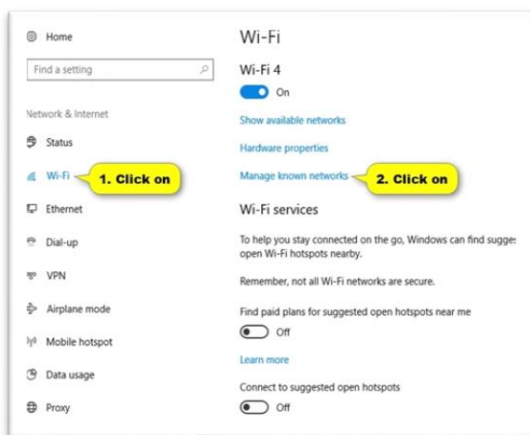 Home
Find a setting
Network & Internet
Status
Wi-Fi
1. Click on
Ethernet
Dial-up
VPN
Airplane mode
Mobile hotspot
Data usage
Proxy
Wi-Fi
Wi-Fi 4
On
Show available networks
Hardware properties
Manage known networks
2. Click on
Wi-Fi services
To help you stay connected on the go, Windows can find sugges
open Wi-Fi hotspots nearby.
Remember, not all Wi-Fi networks are secure.
Find paid plans for suggested open hotspots near me
Off
Learn more
Connect to suggested open hotspots
Off